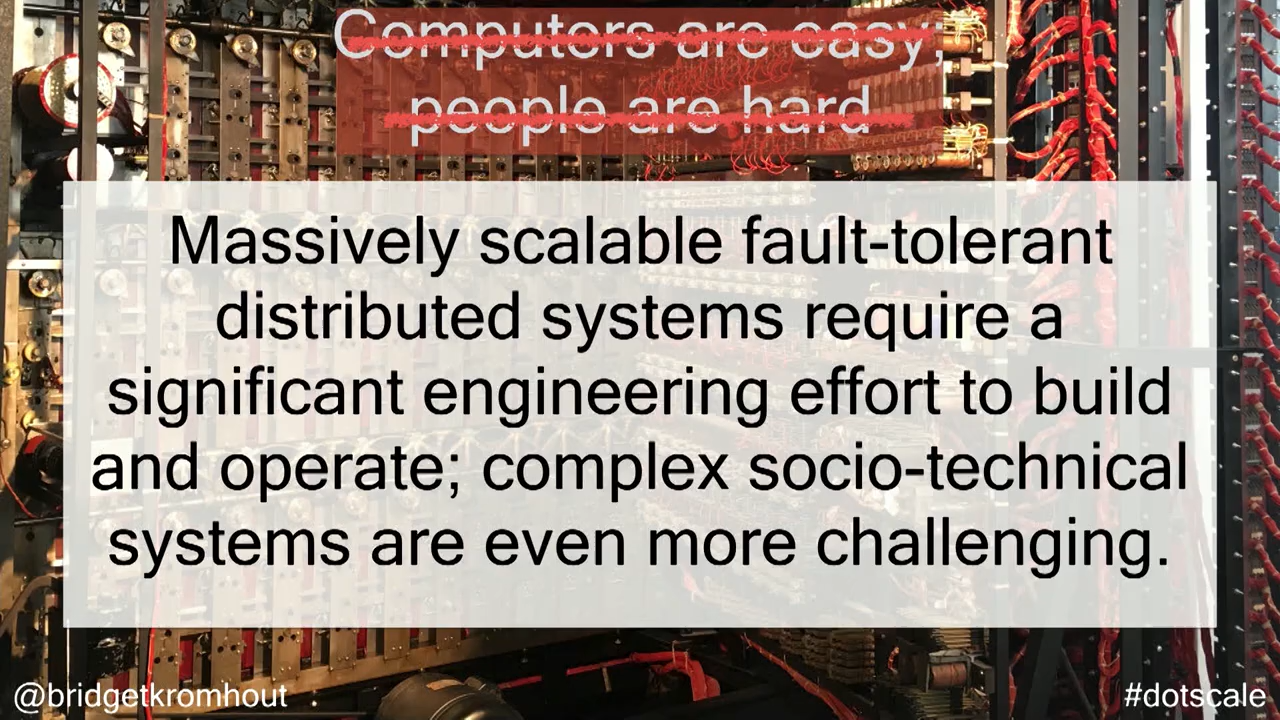 Computers are easy;
people are hard
Massively scalable fault-tolerant
distributed systems require a
significant engineering effort to build
and operate; complex socio-technical
systems are even more challenging.
@bridgetkromhout
#dotscale